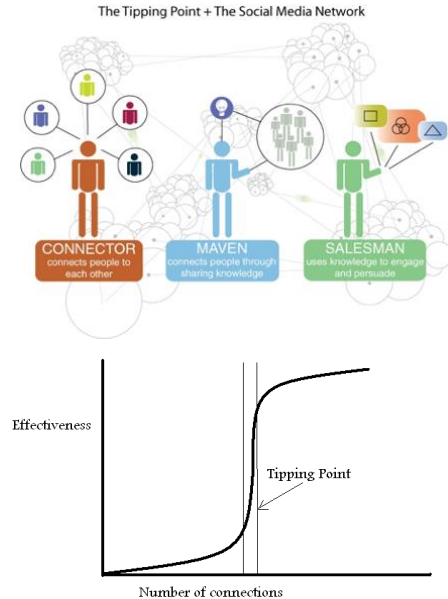 The Tipping Point + The Social Media Network
CONNECTOR
connects people to
each other
MAVEN
connects people through
sharing knowledge
SALESMAN
uses knowledge to engage
and persuade
Effectiveness
Tipping Point
Number of connections